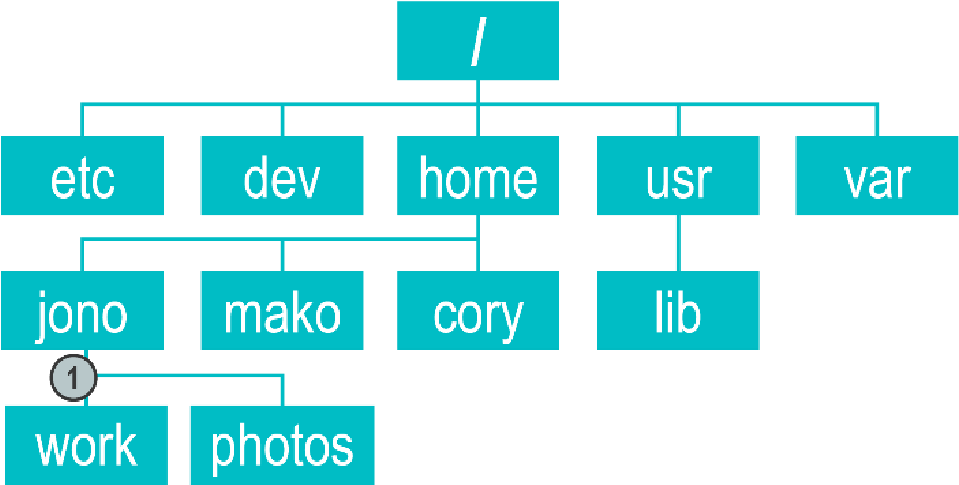 /
etc dev home usr var
jono mako cory lib
1
work photos